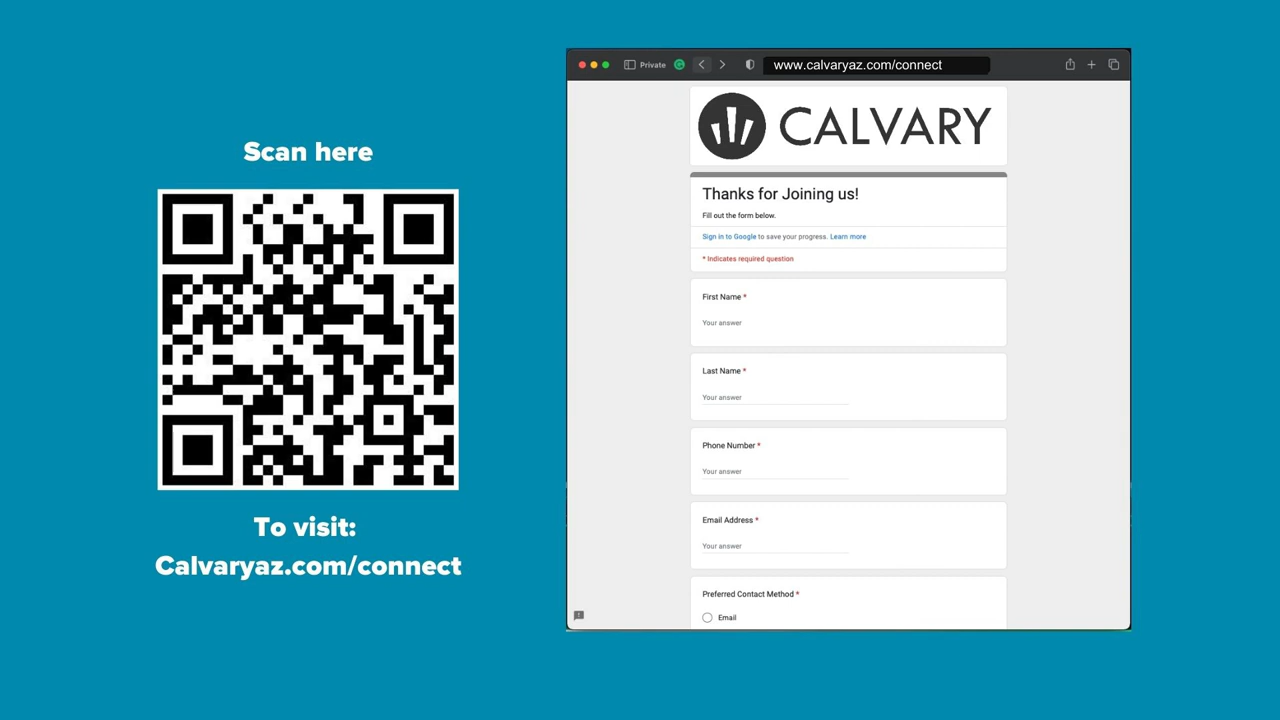 Scan here
To visit:
Calvaryaz.com/connect
Private
www.calvaryaz.com/connect
CALVARY
Thanks for Joining us!
Fill out the form below.
Sign in to Google to save your progress. Learn more
* Indicates required question
First Name *
Your answer
Last Name *
Your answer
Phone Number *
Your answer
Email Address *
Your answer
Preferred Contact Method *
Email